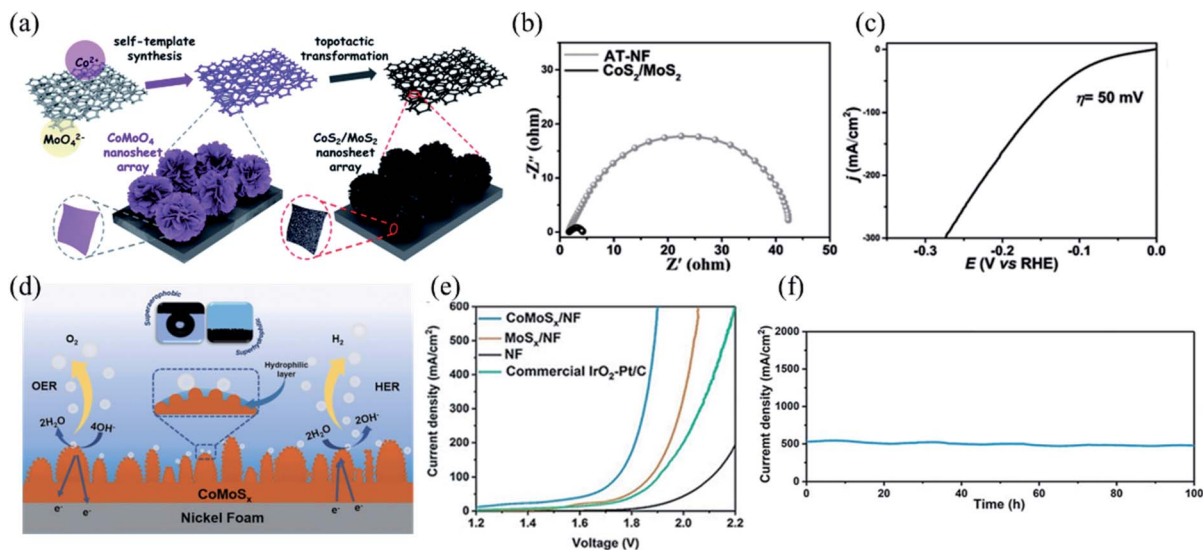 (a)
self-template
synthesis
topotactic
transformation
Co²⁺
MoO₄²⁻
CoMoO₄
nanosheet
array
CoS₂/MoS₂
nanosheet
array
(b)
AT-NF
CoS₂/MoS₂
-Z″ (ohm)
30
20
10
0
0 10 20 30 40 50
Z′ (ohm)
(c)
η= 50 mV
j (mA/cm²)
0
-100
-200
-300
-0.3 -0.2 -0.1 0.0
E (V vs RHE)
(d)
Superaerophobic
Superhydrophilic
O₂
H₂
OER
HER
Hydrophilic
layer
2H₂O
4OH⁻
2H₂O
2OH⁻
CoMoSₓ
e⁻
e⁻
e⁻
e⁻
Nickel Foam
(e)
CoMoSₓ/NF
MoSₓ/NF
NF
Commercial IrO₂-Pt/C
Current density (mA/cm²)
600
500
400
300
200
100
0
1.2 1.4 1.6 1.8 2.0 2.2
Voltage (V)
(f)
Current density (mA/cm²)
2000
1500
1000
500
0
0 20 40 60 80 100
Time (h)